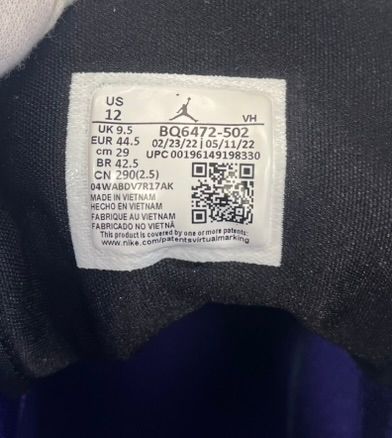 US
12
VH
UK 9.5
BQ6472-502
EUR 44.5
02/23/22 | 05/11/22
cm 29
UPC 00196149198330
BR 42.5
CN 290(2.5)
04WABDV7R17AK
MADE IN VIETNAM
HECHO EN VIETNAM
FABRIQUE AU VIETNAM
FABRICADO NO VIETNÃ
This product is covered by one or more patents:
www.nike.com/patentsvirtualmarking